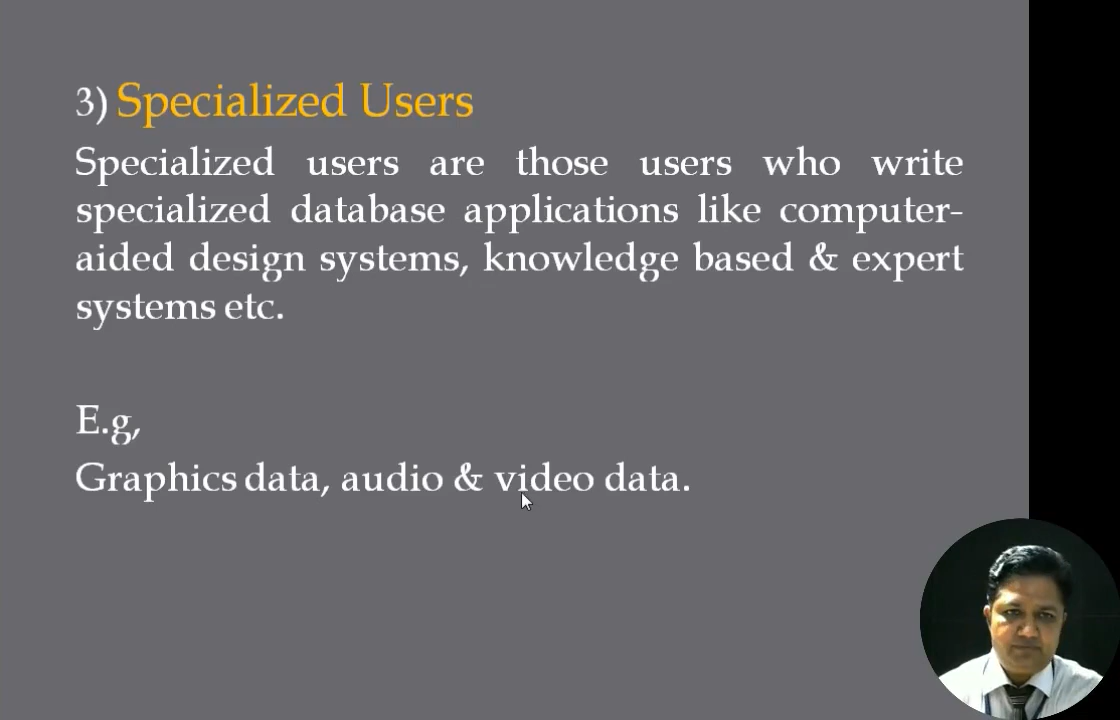 3) Specialized Users
Specialized users are those users who write
specialized database applications like computer-
aided design systems, knowledge based & expert
systems etc.
E.g,
Graphics data, audio & video data.